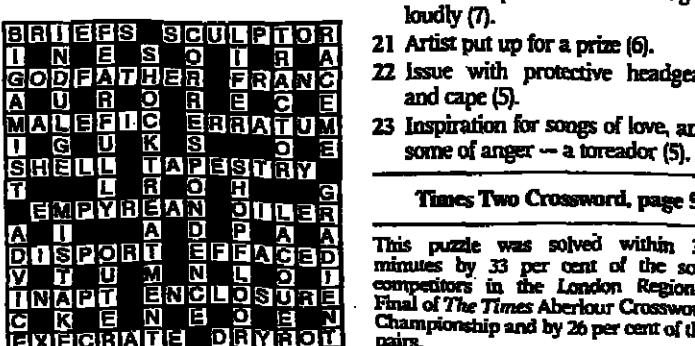 BRIEFS SCULPTOR
I N E S O I R A
GODFATHER FRANC
A U R O R E C E
MALEFIC ERRATUM
I G U K S O E
SHELL TAPESTRY
T L R O H G
EMPYREAN OILER
A I A D P A A
DISPORT EFFACED
V T U M N L O I
INAPT ENCLOSURE
C K E N E O E N
EXECRATE DRYROT
loudly (7).
21 Artist put up for a prize (6).
22 Issue with protective headgea
and cape (5).
23 Inspiration for songs of love, an
some of anger — a toreador (5).
Times Two Crossword, page 5
This puzzle was solved within 3
minutes by 33 per cent of the so
competitors in the London Region
Final of The Times Aberlour Crosswor
Championship and by 26 per cent of th
pairs.